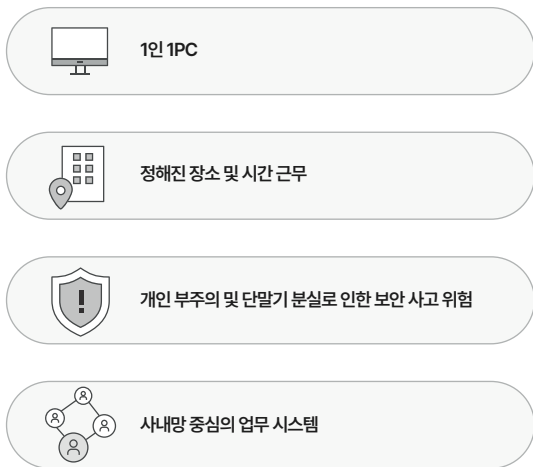 1인 1PC
정해진 장소 및 시간 근무
개인 부주의 및 단말기 분실로 인한 보안 사고 위험
사내망 중심의 업무 시스템